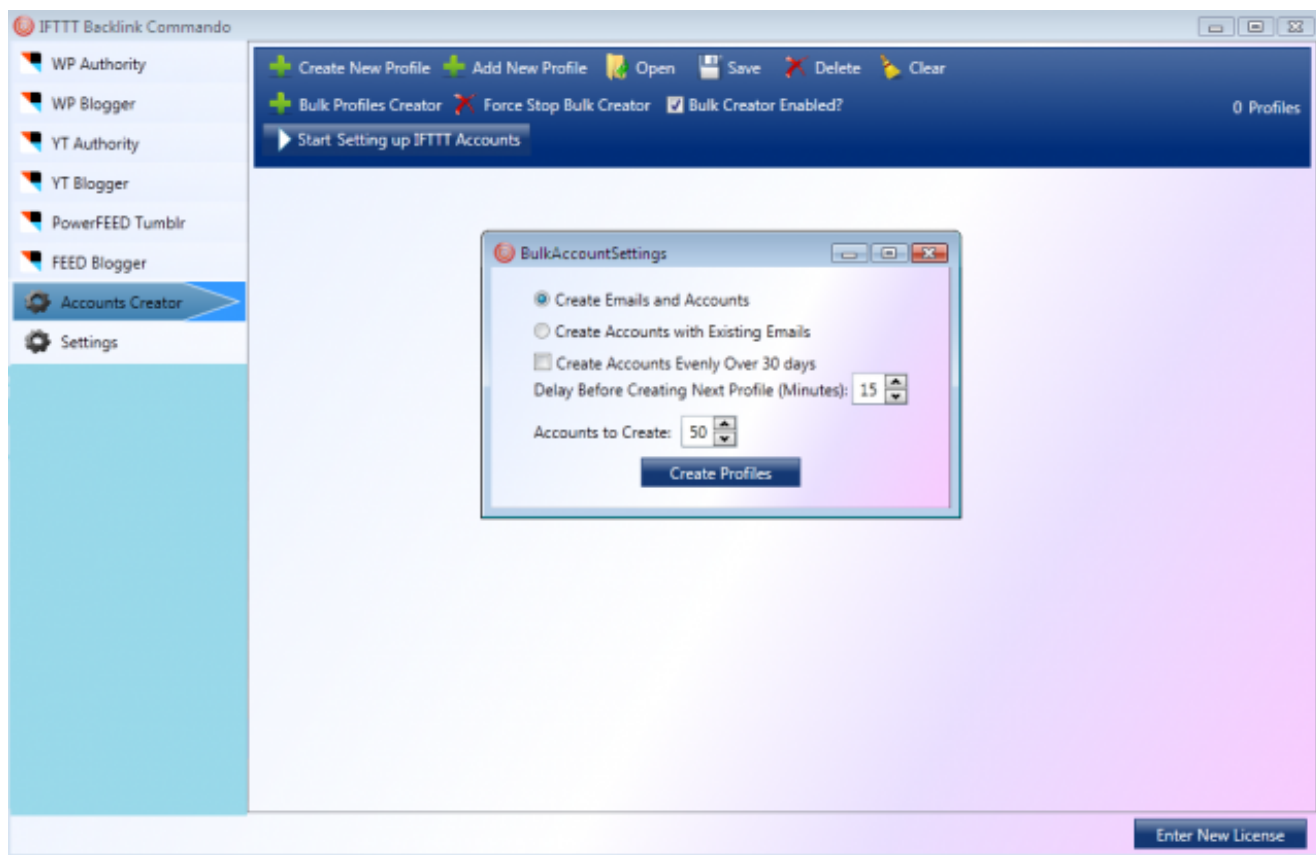 IFTTT Backlink Commando
WP Authority
WP Blogger
YT Authority
YT Blogger
PowerFEED Tumblr
FEED Blogger
Accounts Creator
Settings
Create New Profile Add New Profile Open Save Delete Clear
Bulk Profiles Creator Force Stop Bulk Creator Bulk Creator Enabled? 0 Profiles
Start Setting up IFTTT Accounts
BulkAccountSettings
Create Emails and Accounts
Create Accounts with Existing Emails
Create Accounts Evenly Over 30 days
Delay Before Creating Next Profile (Minutes): 15
Accounts to Create: 50
Create Profiles
Enter New License